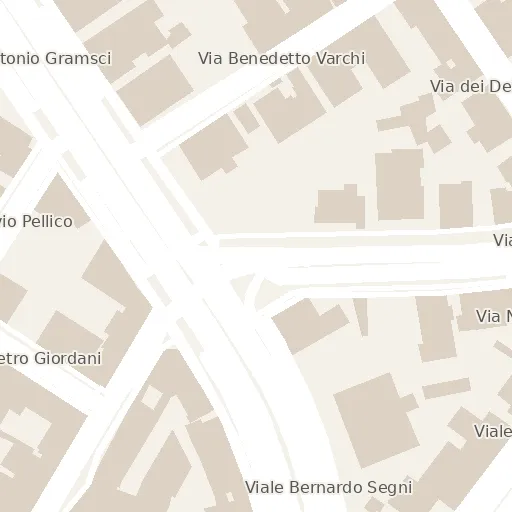 tonio Gramsci
Via Benedetto Varchi
Via dei De
vio Pellico
Via
Via N
etro Giordani
Viale
Viale Bernardo Segni